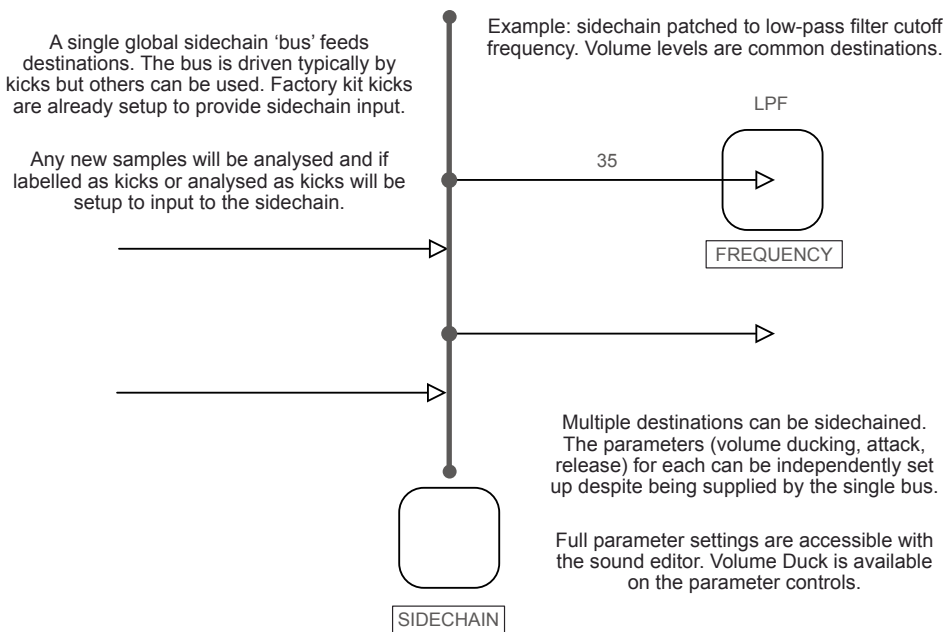 A single global sidechain ‘bus’ feeds
destinations. The bus is driven typically by
kicks but others can be used. Factory kit kicks
are already setup to provide sidechain input.
Any new samples will be analysed and if
labelled as kicks or analysed as kicks will be
setup to input to the sidechain.
Example: sidechain patched to low-pass filter cutoff
frequency. Volume levels are common destinations.
LPF
35
FREQUENCY
Multiple destinations can be sidechained.
The parameters (volume ducking, attack,
release) for each can be independently set
up despite being supplied by the single bus.
Full parameter settings are accessible with
the sound editor. Volume Duck is available
on the parameter controls.
SIDECHAIN